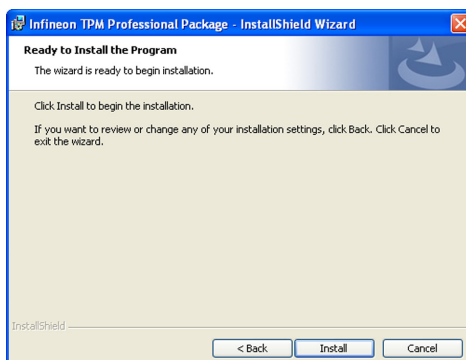 Infineon TPM Professional Package - InstallShield Wizard
Ready to Install the Program
The wizard is ready to begin installation.
Click Install to begin the installation.
If you want to review or change any of your installation settings, click Back. Click Cancel to
exit the wizard.
InstallShield
< Back Install Cancel